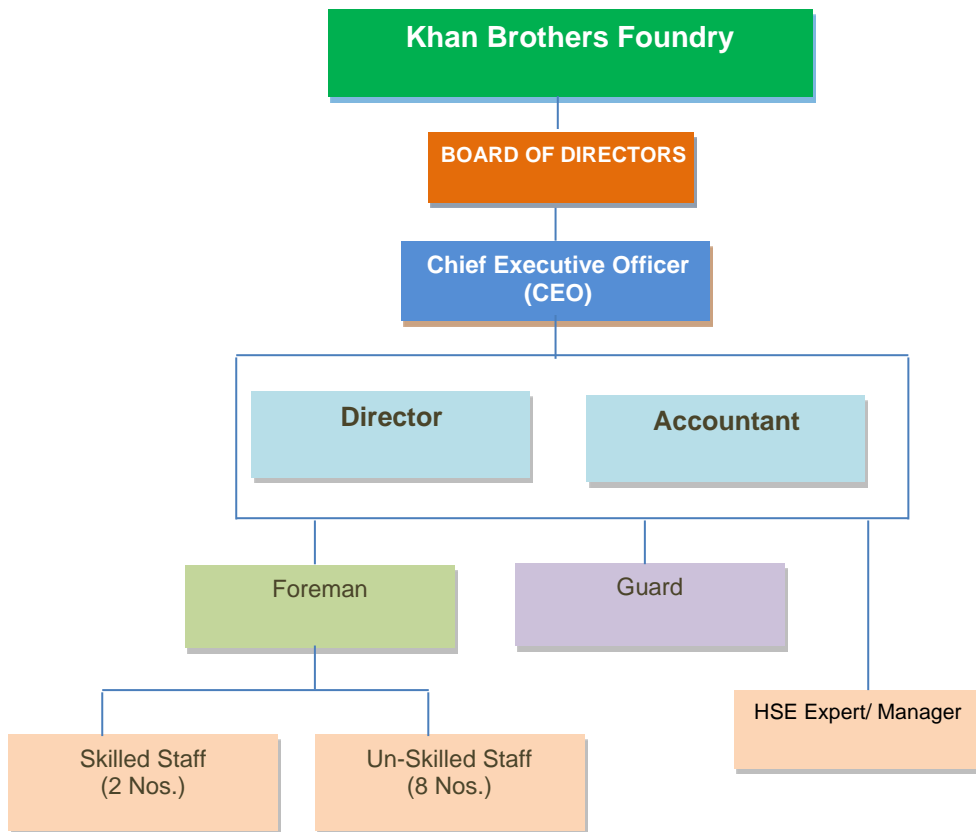 Khan Brothers Foundry
BOARD OF DIRECTORS
Chief Executive Officer
(CEO)
Director
Accountant
Foreman
Guard
HSE Expert/ Manager
Skilled Staff
(2 Nos.)
Un-Skilled Staff
(8 Nos.)